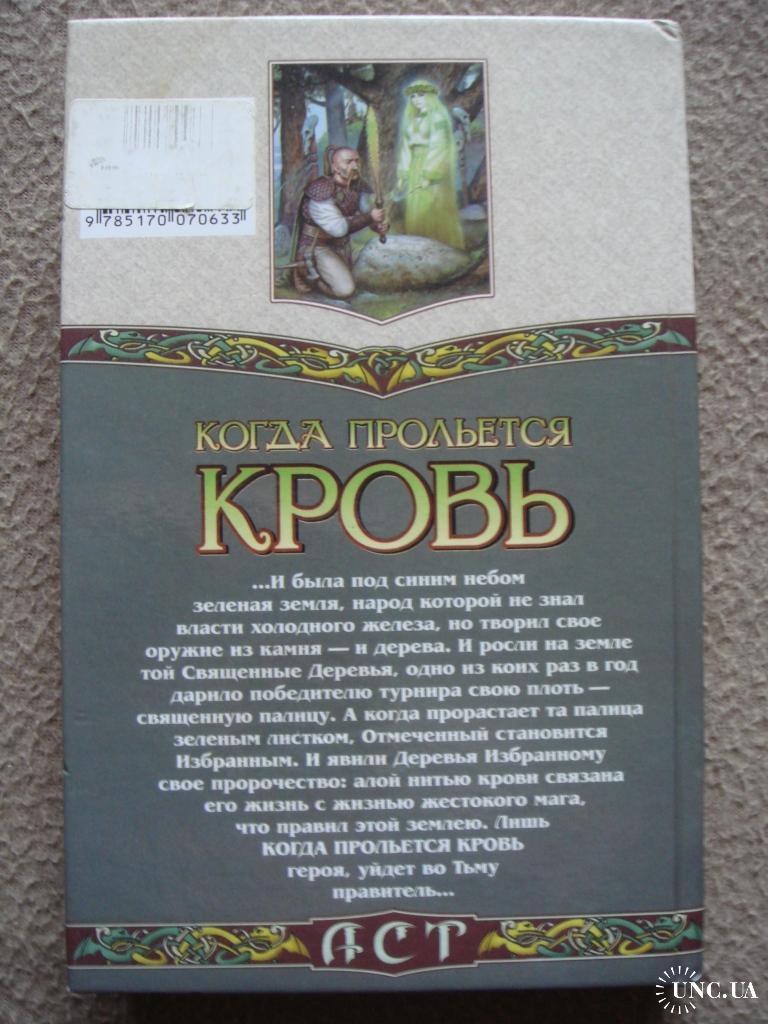 9 785170 070633
КОГДА ПРОЛЬЕТСЯ
КРОВЬ
...И была под синим небом
зеленая земля, народ которой не знал
власти холодного железа, но творил свое
оружие из камня — и дерева. И росли на земле
той Священные Деревья, одно из коих раз в год
дарило победителю турнира свою плоть —
священную палицу. А когда прорастает та палица
зеленым листком, Отмеченный становится
Избранным. И явили Деревья Избранному
свое пророчество: алой нитью крови связана
его жизнь с жизнью жестокого мага,
что правил этой землею. Лишь
КОГДА ПРОЛЬЕТСЯ КРОВЬ
героя, уйдет во Тьму
правитель...
АСТ
UNC.UA